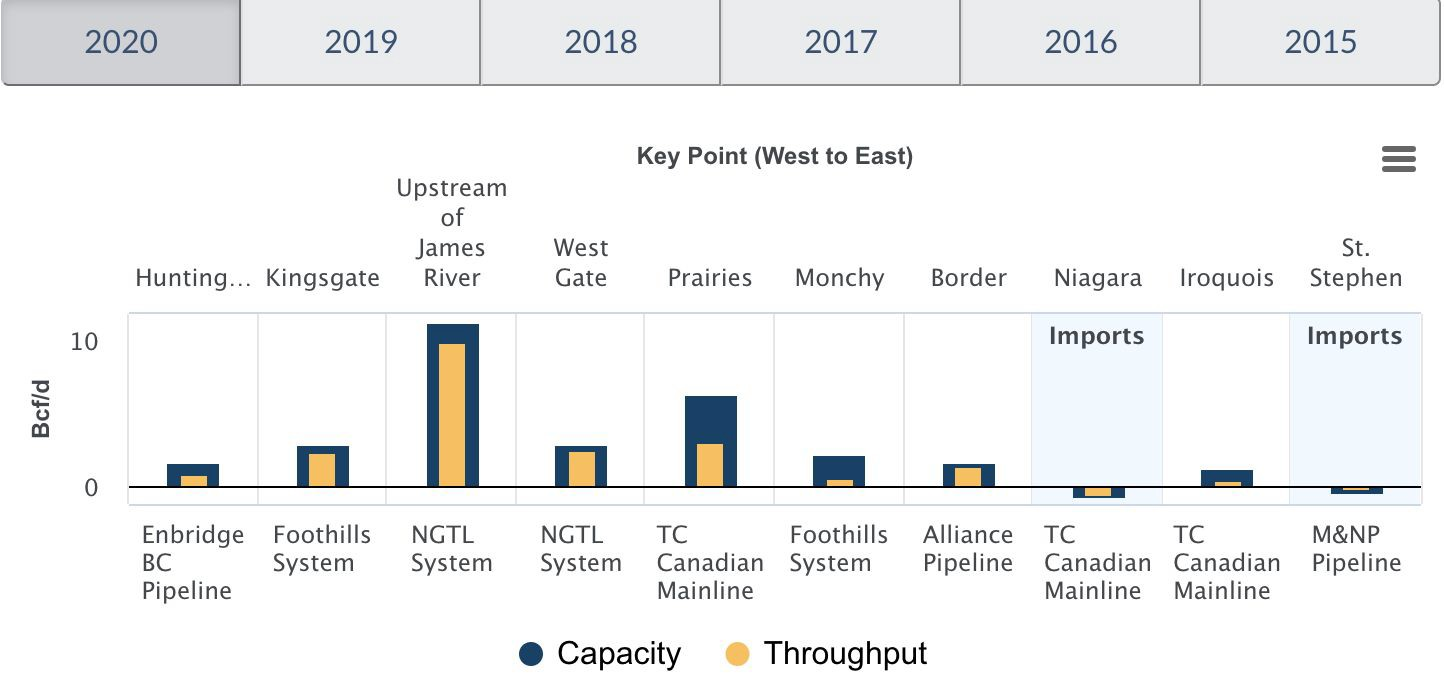 2020 2019 2018 2017 2016 2015
Key Point (West to East)
Hunting...
Kingsgate
Upstream
of
James
River
West
Gate
Prairies
Monchy
Border
Niagara
Iroquois
St.
Stephen
Bcf/d
10
0
Imports
Imports
Enbridge
BC
Pipeline
Foothills
System
NGTL
System
NGTL
System
TC
Canadian
Mainline
Foothills
System
Alliance
Pipeline
TC
Canadian
Mainline
TC
Canadian
Mainline
M&NP
Pipeline
Capacity Throughput